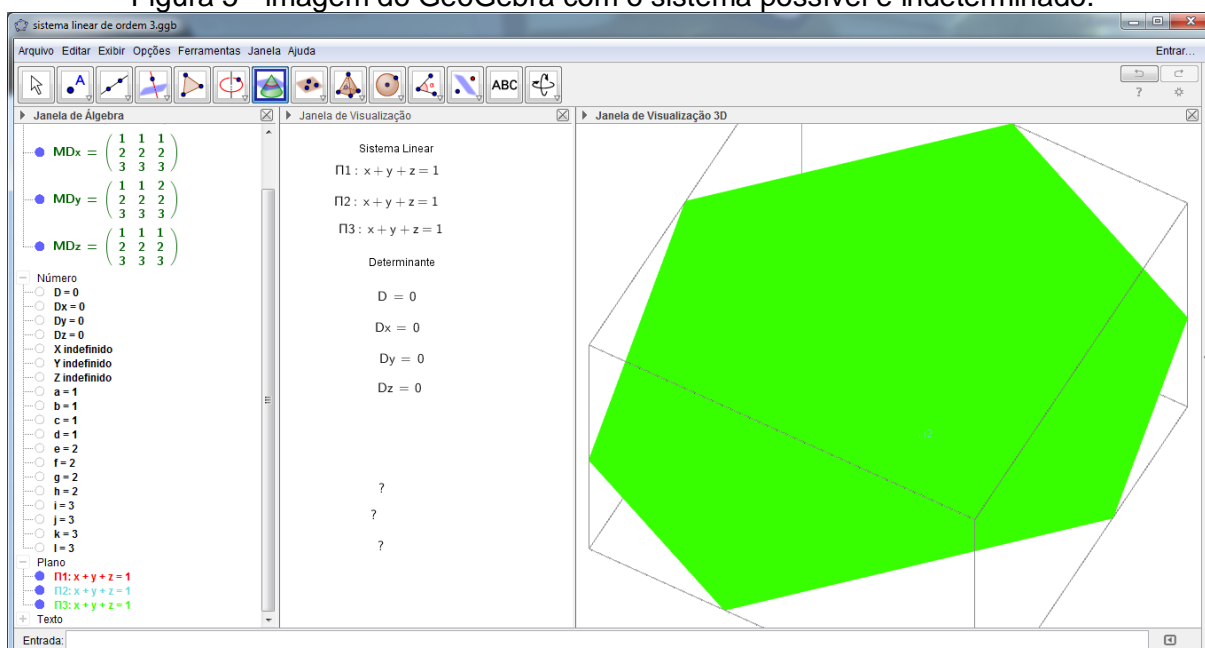 Figura 5 - Imagem do GeoGebra com o sistema possível e indeterminado.
sistema linear de ordem 3.ggb
Arquivo Editar Exibir Opções Ferramentas Janela Ajuda
Entrar...
A
α
ABC
?
Janela de Álgebra
MDx = ( 1 1 1
2 2 2
3 3 3 )
MDy = ( 1 1 2
2 2 2
3 3 3 )
MDz = ( 1 1 1
2 2 2
3 3 3 )
Número
D = 0
Dx = 0
Dy = 0
Dz = 0
X indefinido
Y indefinido
Z indefinido
a = 1
b = 1
c = 1
d = 1
e = 2
f = 2
g = 2
h = 2
i = 3
j = 3
k = 3
l = 3
Plano
Π1: x + y + z = 1
Π2: x + y + z = 1
Π3: x + y + z = 1
Texto
Janela de Visualização
Sistema Linear
Π1 : x + y + z = 1
Π2 : x + y + z = 1
Π3 : x + y + z = 1
Determinante
D = 0
Dx = 0
Dy = 0
Dz = 0
?
?
?
Janela de Visualização 3D
Entrada: